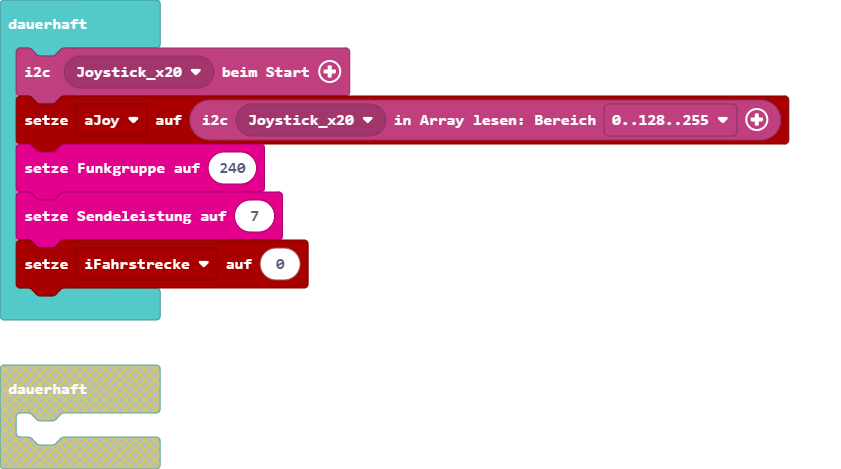 dauerhaft
i2c Joystick_x20 beim Start
setze aJoy auf i2c Joystick_x20 in Array lesen: Bereich 0..128..255
setze Funkgruppe auf 240
setze Sendeleistung auf 7
setze iFahrstrecke auf 0
dauerhaft